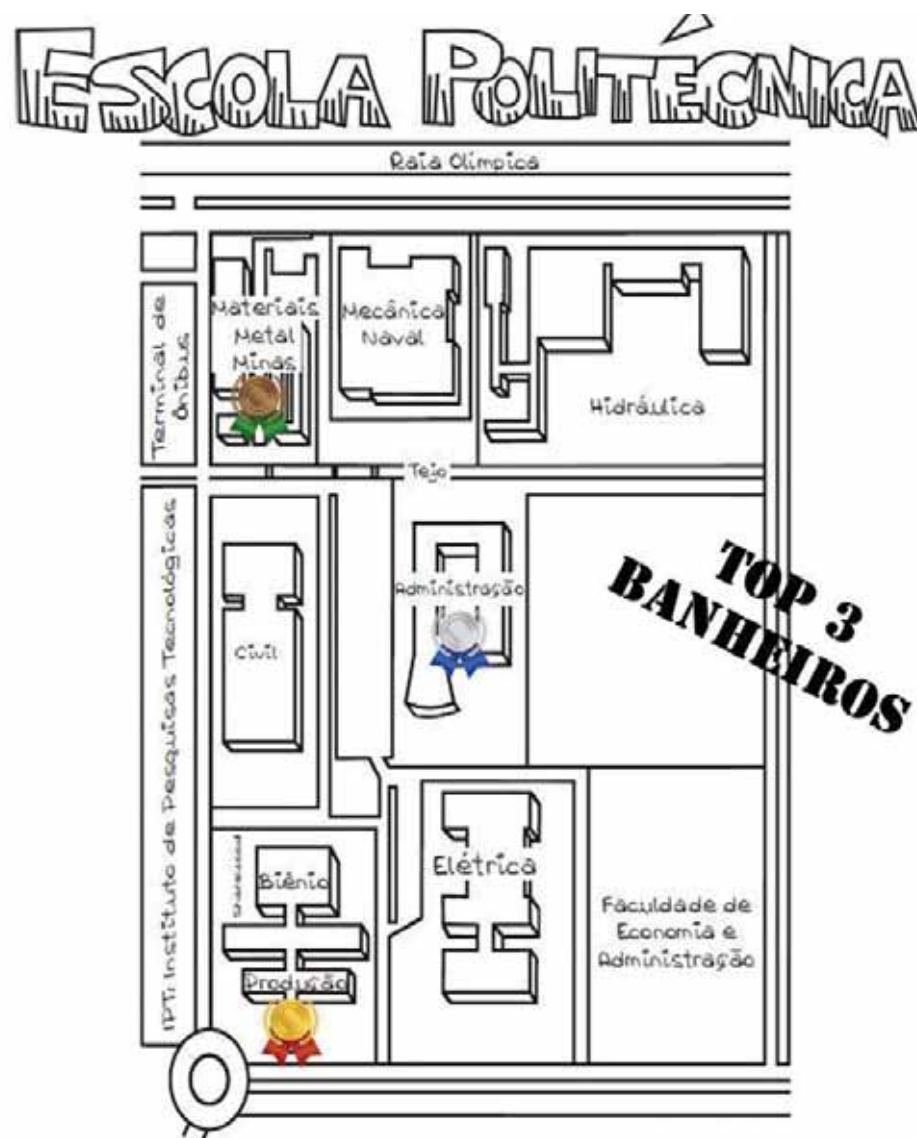 ESCOLA POLITÉCNICA
Raia Olímpica
Materiais
Metal
Minas
Mecânica
Naval
Hidráulica
Terminal de
Ônibus
Tejo
Administração
Civil
TOP 3
BANHEIROS
IPT: Instituto de Pesquisas Tecnológicas
Biênio
Produção
Elétrica
Faculdade de
Economia e
Administração